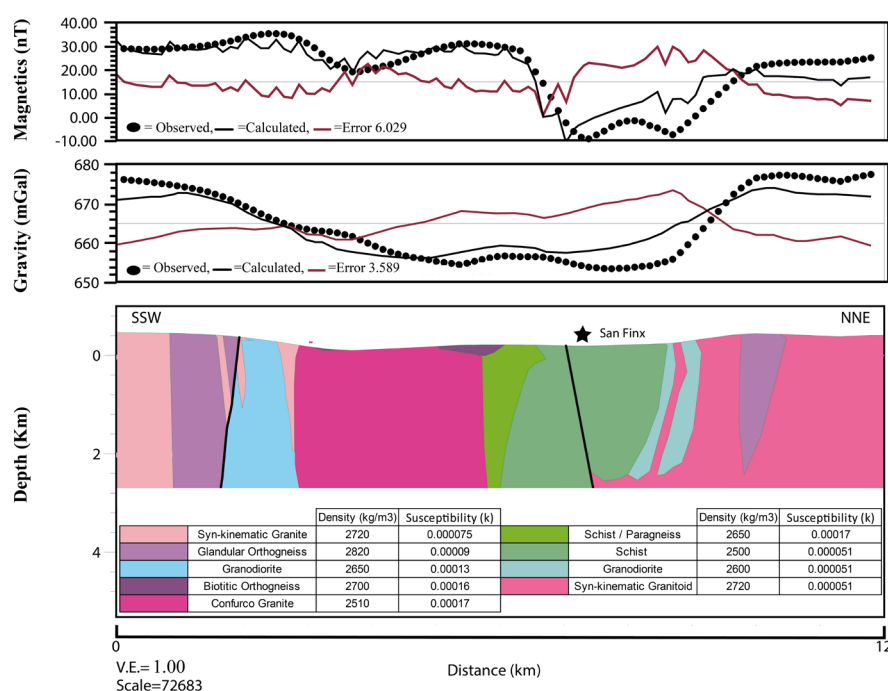 Magnetics (nT)
40.00
30.00
20.00
10.00
0.00
-10.00
= Observed, = Calculated, = Error 6.029
Gravity (mGal)
680
670
660
650
= Observed, =Calculated, = Error 3.589
SSW
San Finx
NNE
Depth (Km)
0
2
4
Density (kg/m3) Susceptibility (k) Density (kg/m3) Susceptibility (k)
Syn-kinematic Granite 2720 0.000075 Schist / Paragneiss 2650 0.00017
Glandular Orthogneiss 2820 0.00009 Schist 2500 0.000051
Granodiorite 2650 0.00013 Granodiorite 2600 0.000051
Biotitic Orthogneiss 2700 0.00016 Syn-kinematic Granitoid 2720 0.000051
Confurco Granite 2510 0.00017
0 12
V.E.= 1.00
Distance (km)
Scale=72683